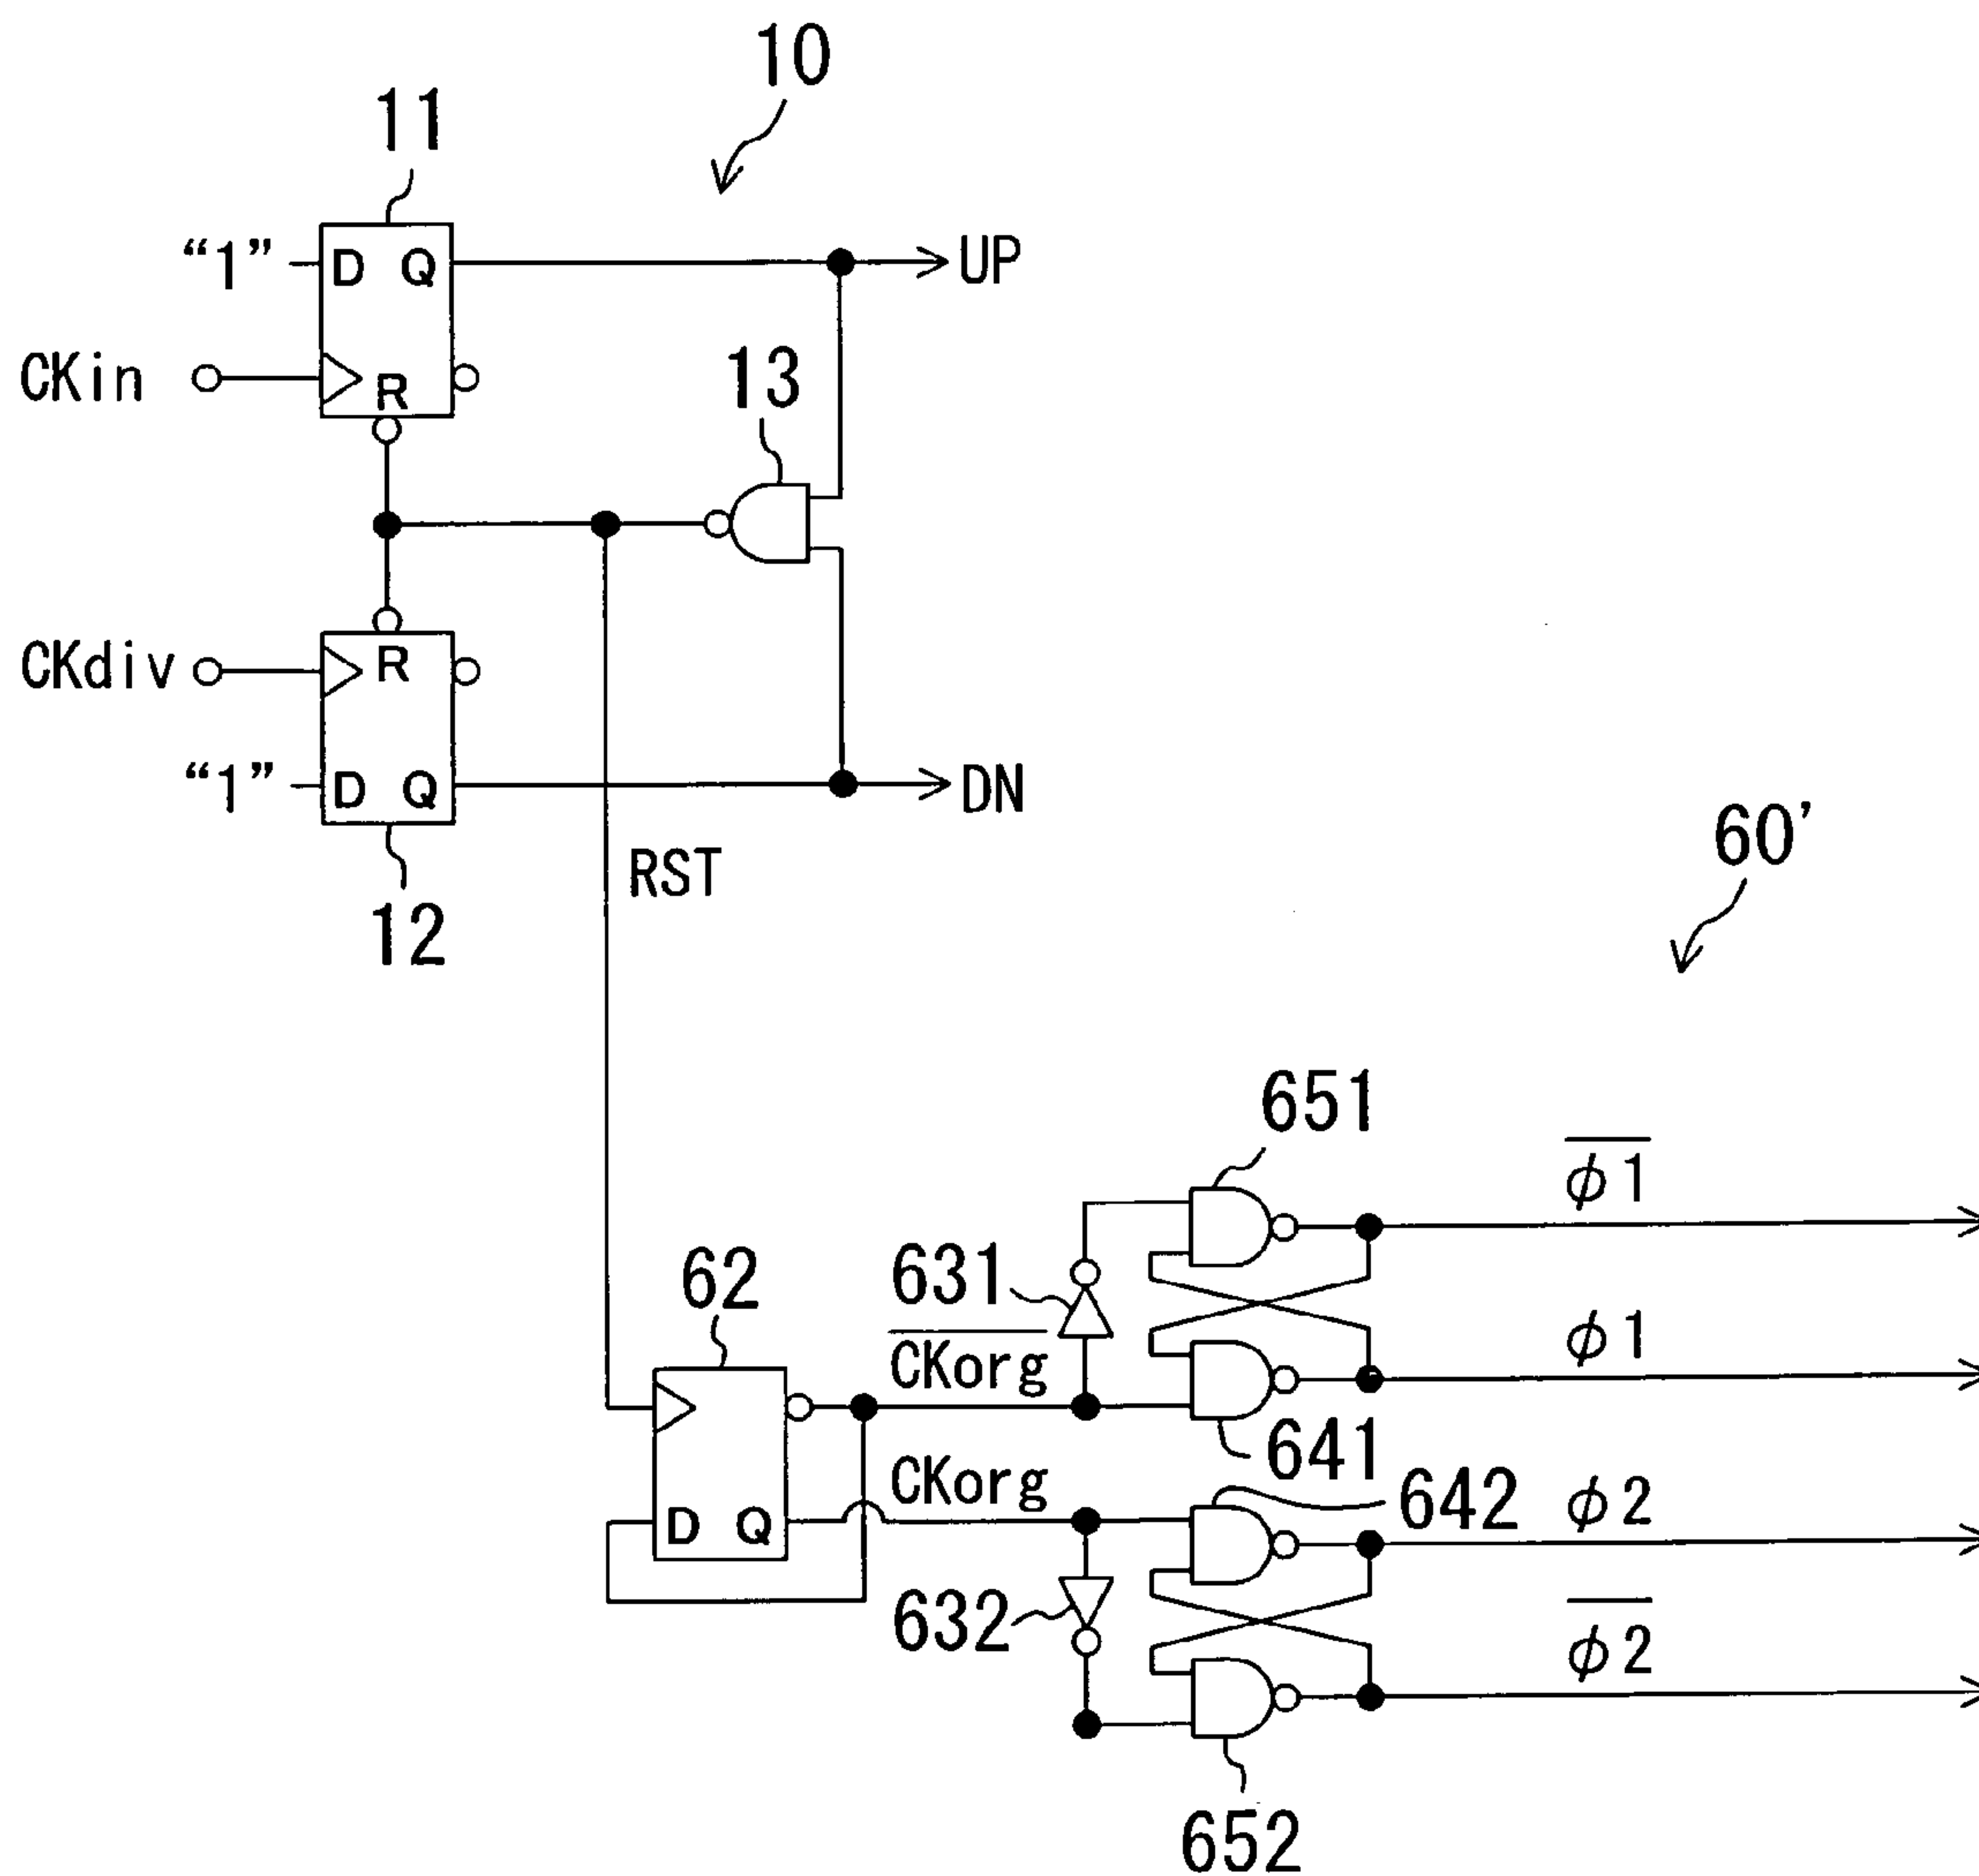 10
11
“1”
D Q
UP
CKin
R
13
CKdiv
R
“1”
D Q
DN
12
RST
60'
651
φ1̅
631
62
C̅K̅o̅r̅g̅
φ1
641
CKorg
642
φ2
D Q
632
φ2̅
652